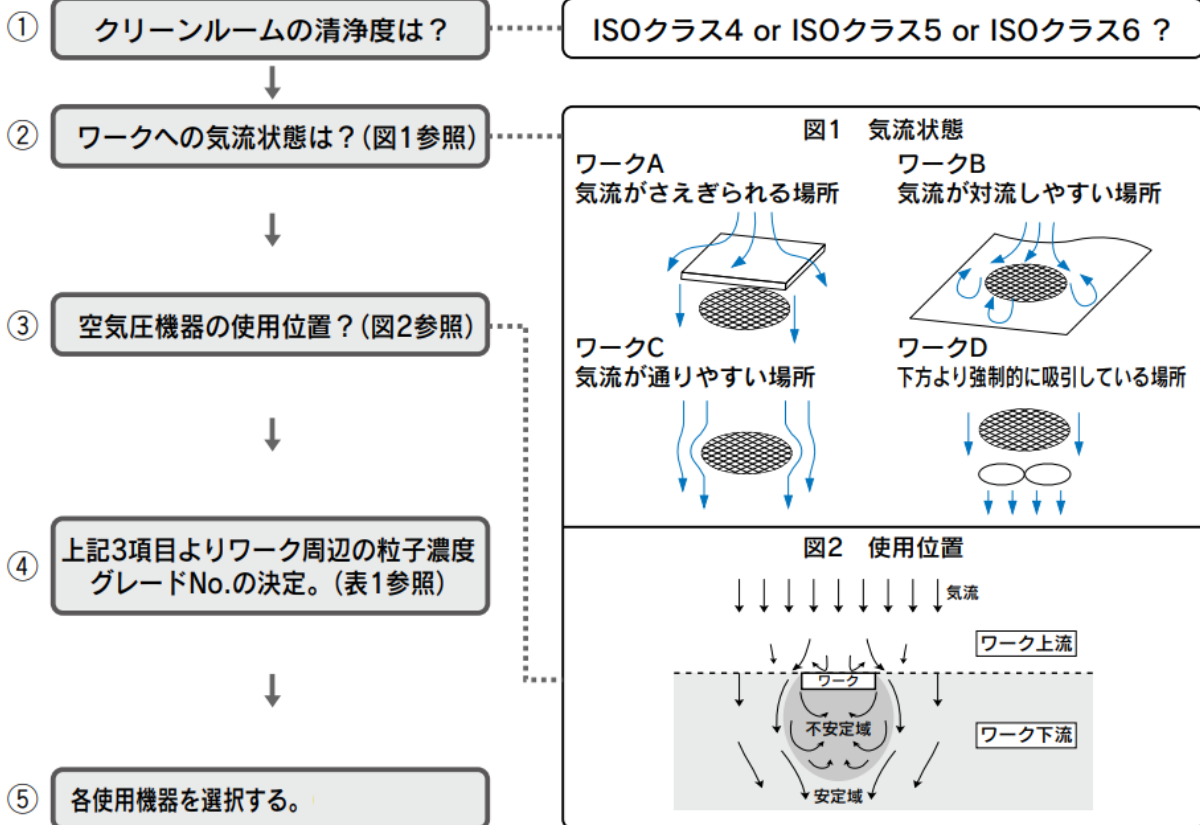 ① クリーンルームの清浄度は？
ISOクラス4 or ISOクラス5 or ISOクラス6 ？
② ワークへの気流状態は？(図1参照)
図1 気流状態
ワークA
気流がさえぎられる場所
ワークB
気流が対流しやすい場所
③ 空気圧機器の使用位置？(図2参照)
ワークC
気流が通りやすい場所
ワークD
下方より強制的に吸引している場所
④ 上記3項目よりワーク周辺の粒子濃度
グレードNo.の決定。(表1参照)
図2 使用位置
気流
ワーク上流
ワーク
不安定域
ワーク下流
安定域
⑤ 各使用機器を選択する。